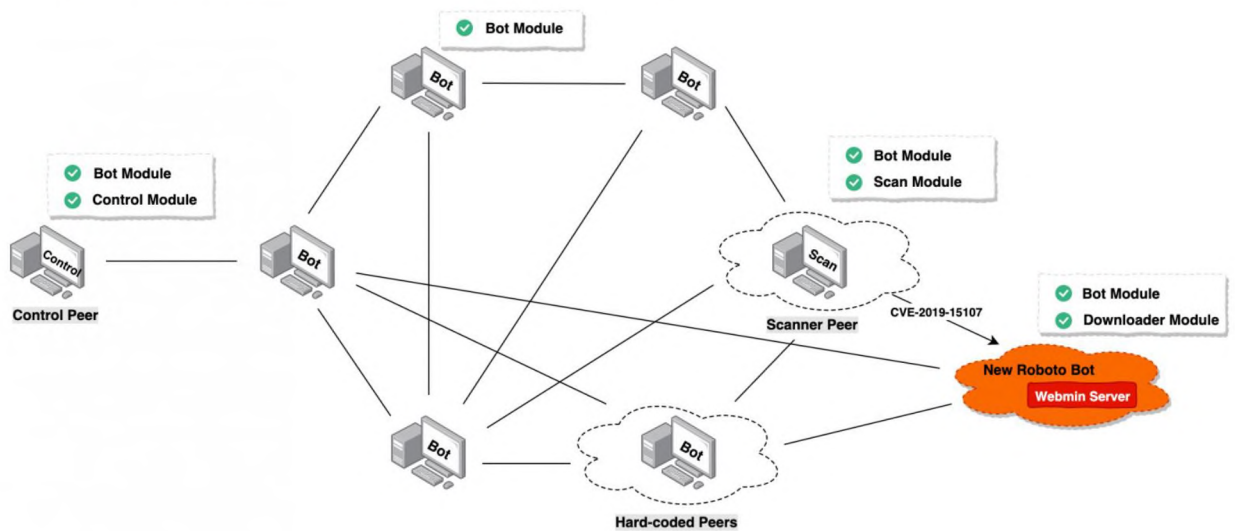 Bot Module
Bot
Bot
Bot Module
Control Module
Bot Module
Scan Module
Control
Bot
Scan
Control Peer
Scanner Peer
CVE-2019-15107
Bot Module
Downloader Module
New Roboto Bot
Webmin Server
Bot
Bot
Hard-coded Peers